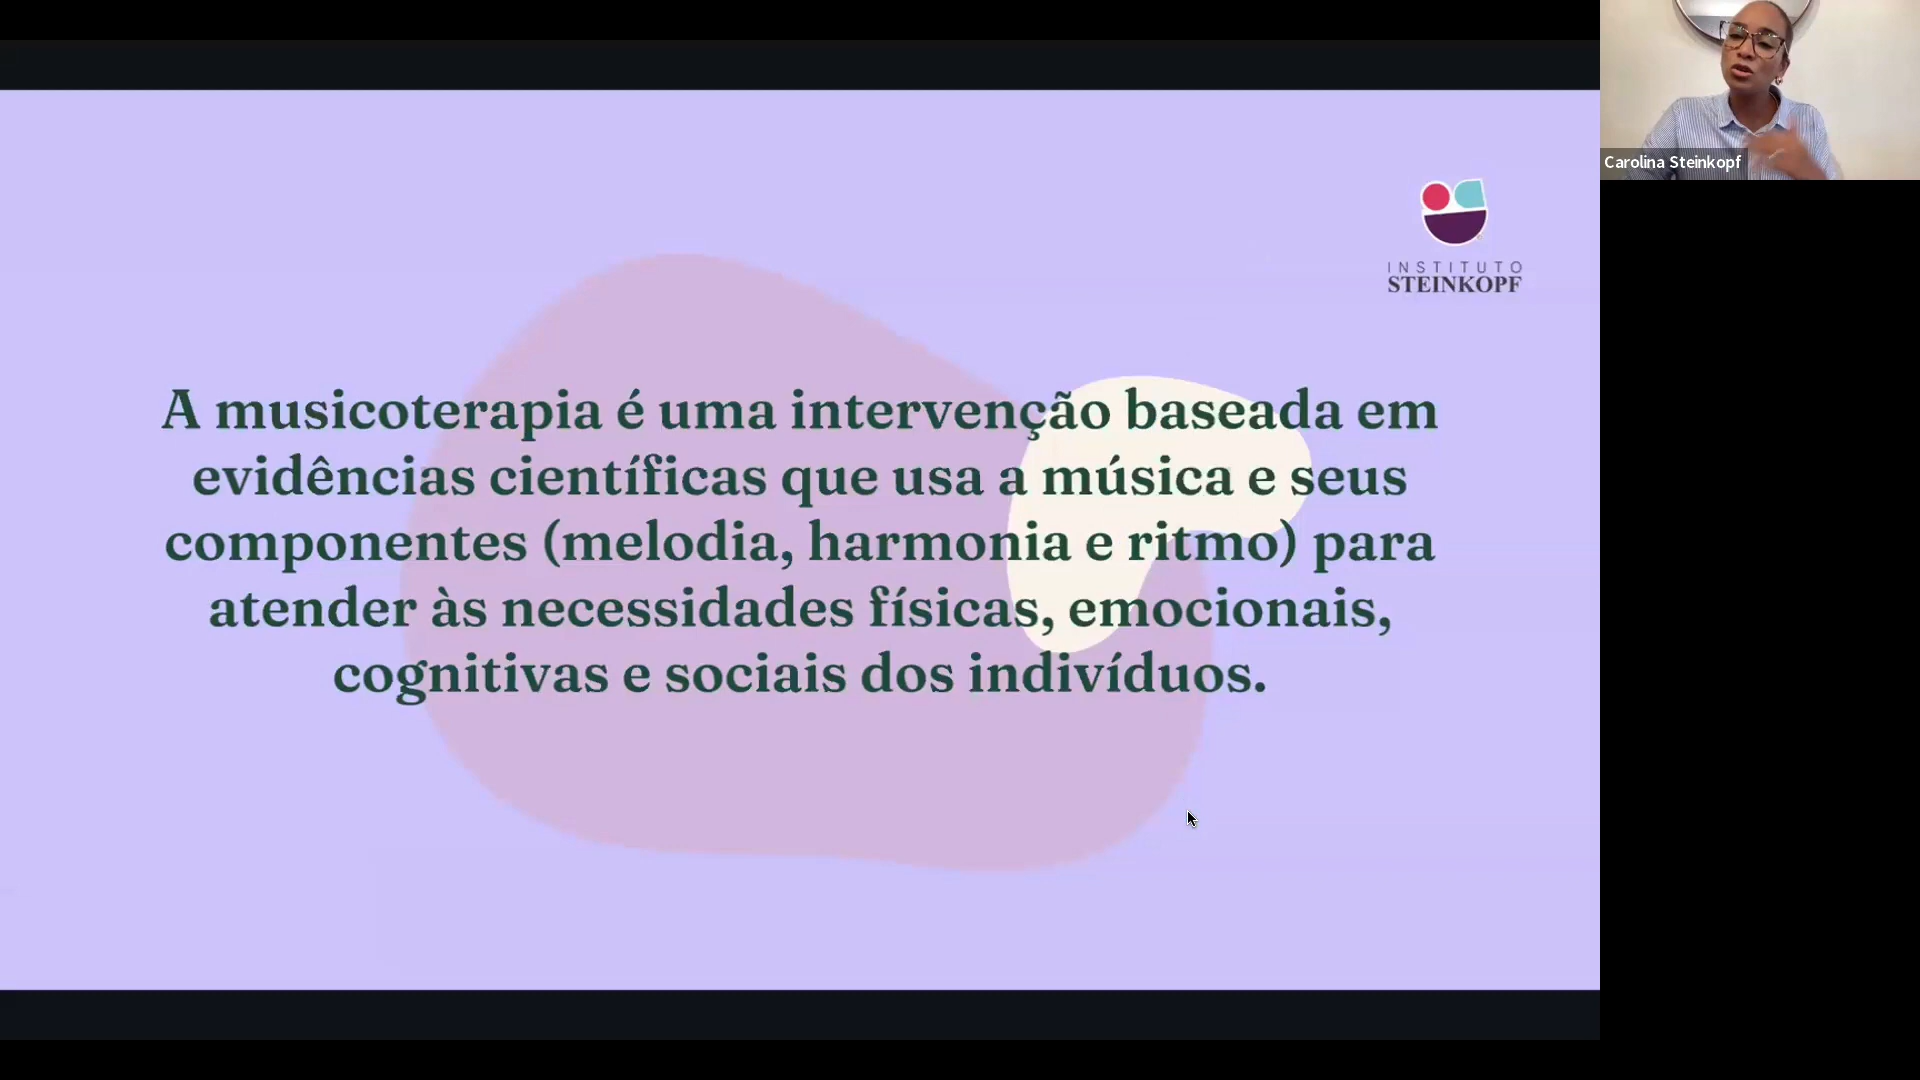 Carolina Steinkopf
INSTITUTO
STEINKOPF
A musicoterapia é uma intervenção baseada em
evidências científicas que usa a música e seus
componentes (melodia, harmonia e ritmo) para
atender às necessidades físicas, emocionais,
cognitivas e sociais dos indivíduos.